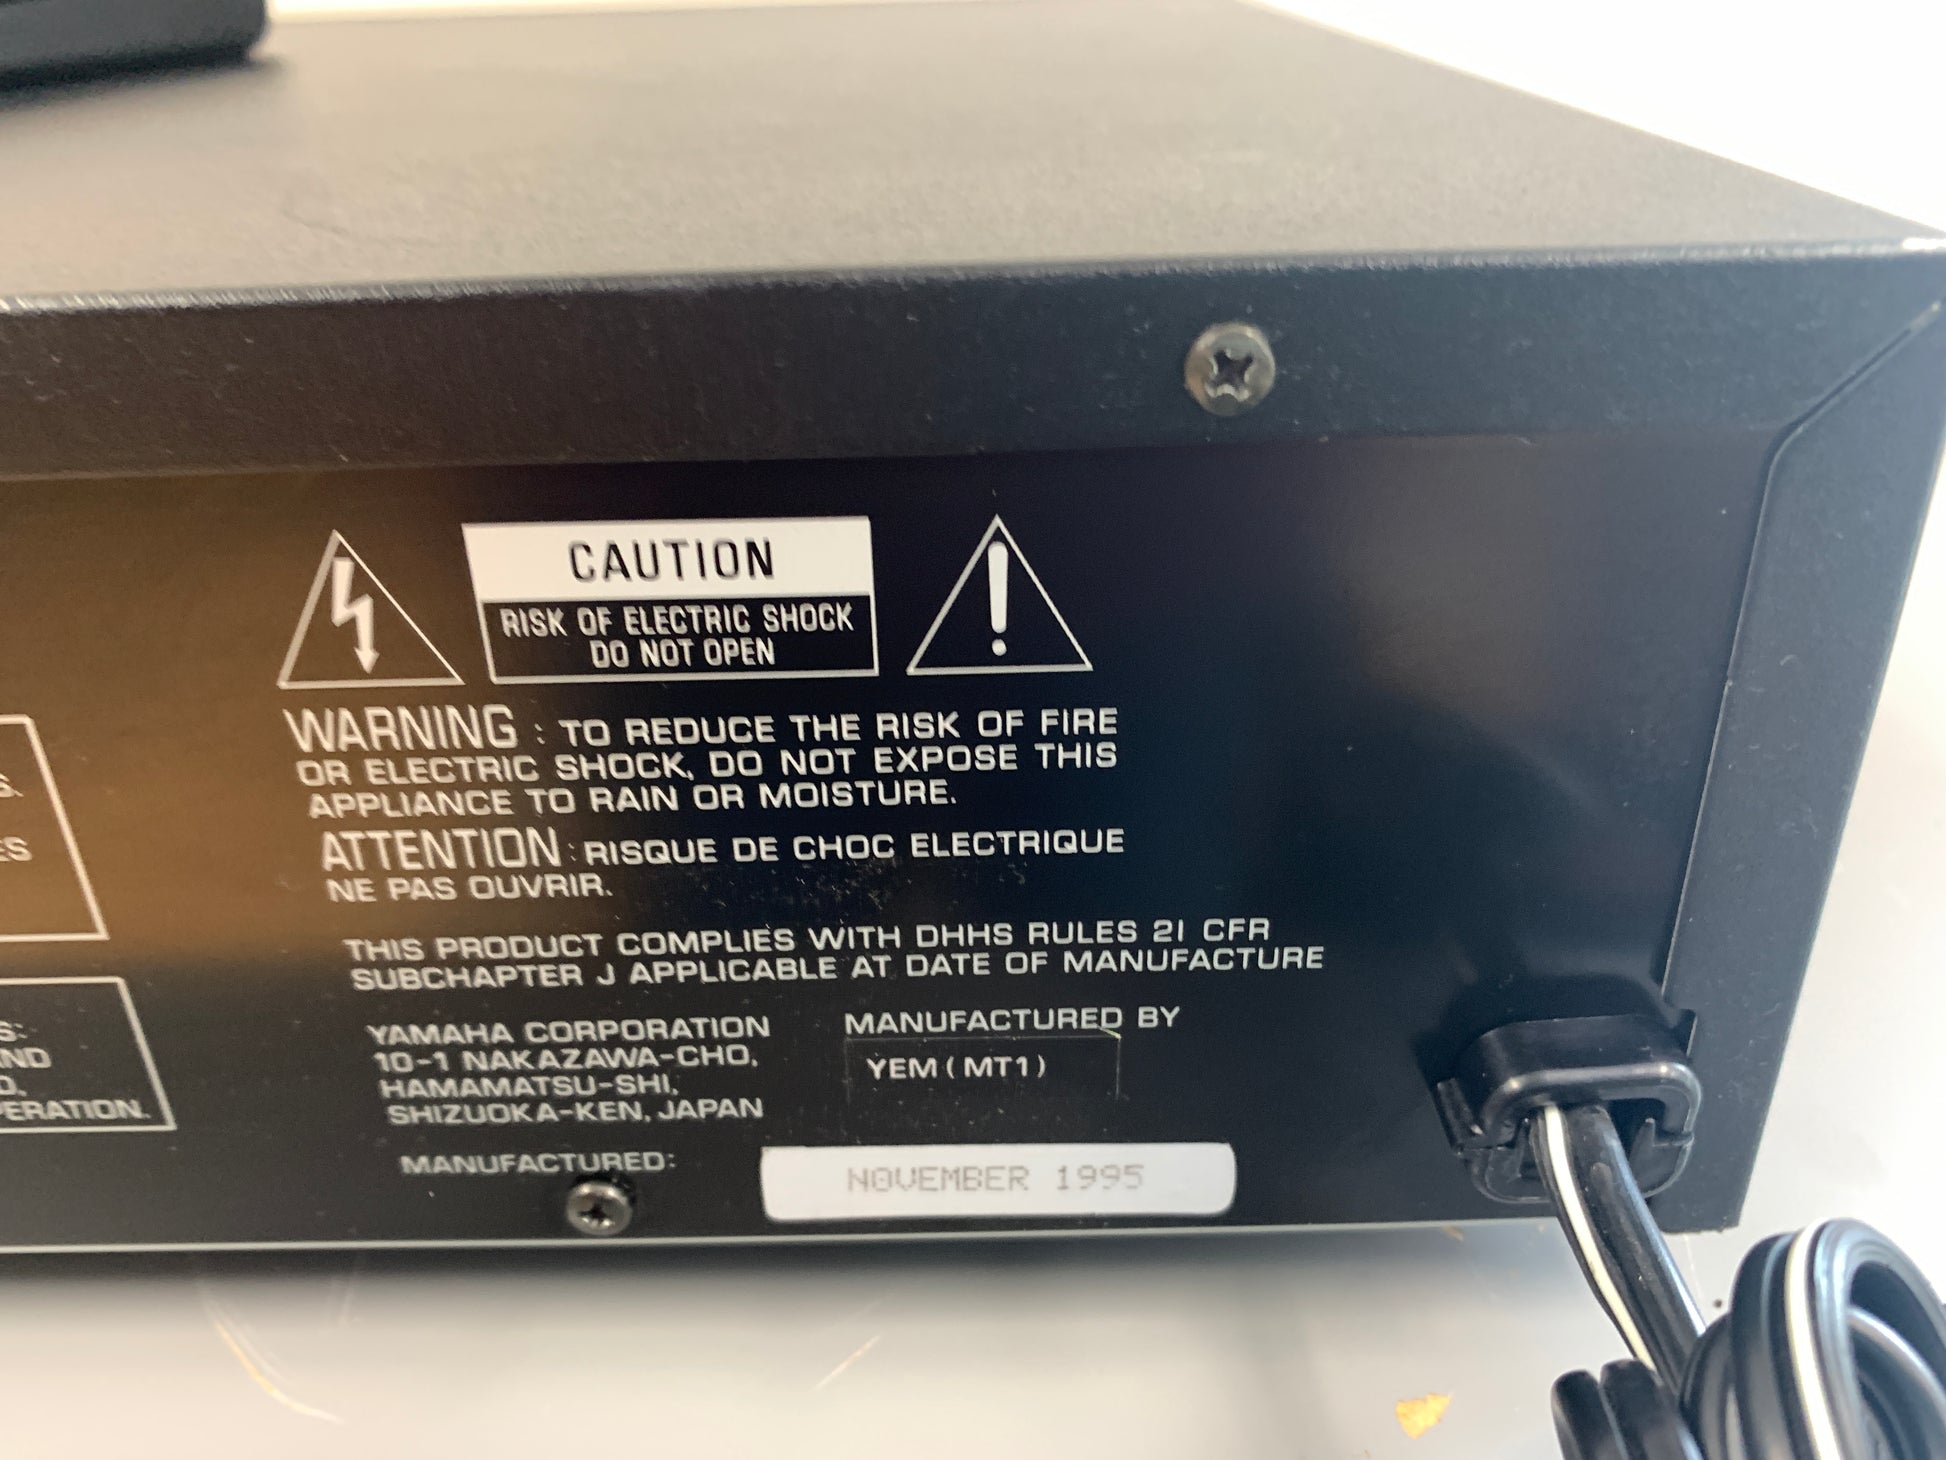 CAUTION
RISK OF ELECTRIC SHOCK
DO NOT OPEN
WARNING : TO REDUCE THE RISK OF FIRE
OR ELECTRIC SHOCK, DO NOT EXPOSE THIS
APPLIANCE TO RAIN OR MOISTURE.
ATTENTION : RISQUE DE CHOC ELECTRIQUE
NE PAS OUVRIR.
THIS PRODUCT COMPLIES WITH DHHS RULES 21 CFR
SUBCHAPTER J APPLICABLE AT DATE OF MANUFACTURE
YAMAHA CORPORATION
10-1 NAKAZAWA-CHO,
HAMAMATSU-SHI,
SHIZUOKA-KEN, JAPAN
MANUFACTURED BY
YEM (MT1)
MANUFACTURED:
NOVEMBER 1995